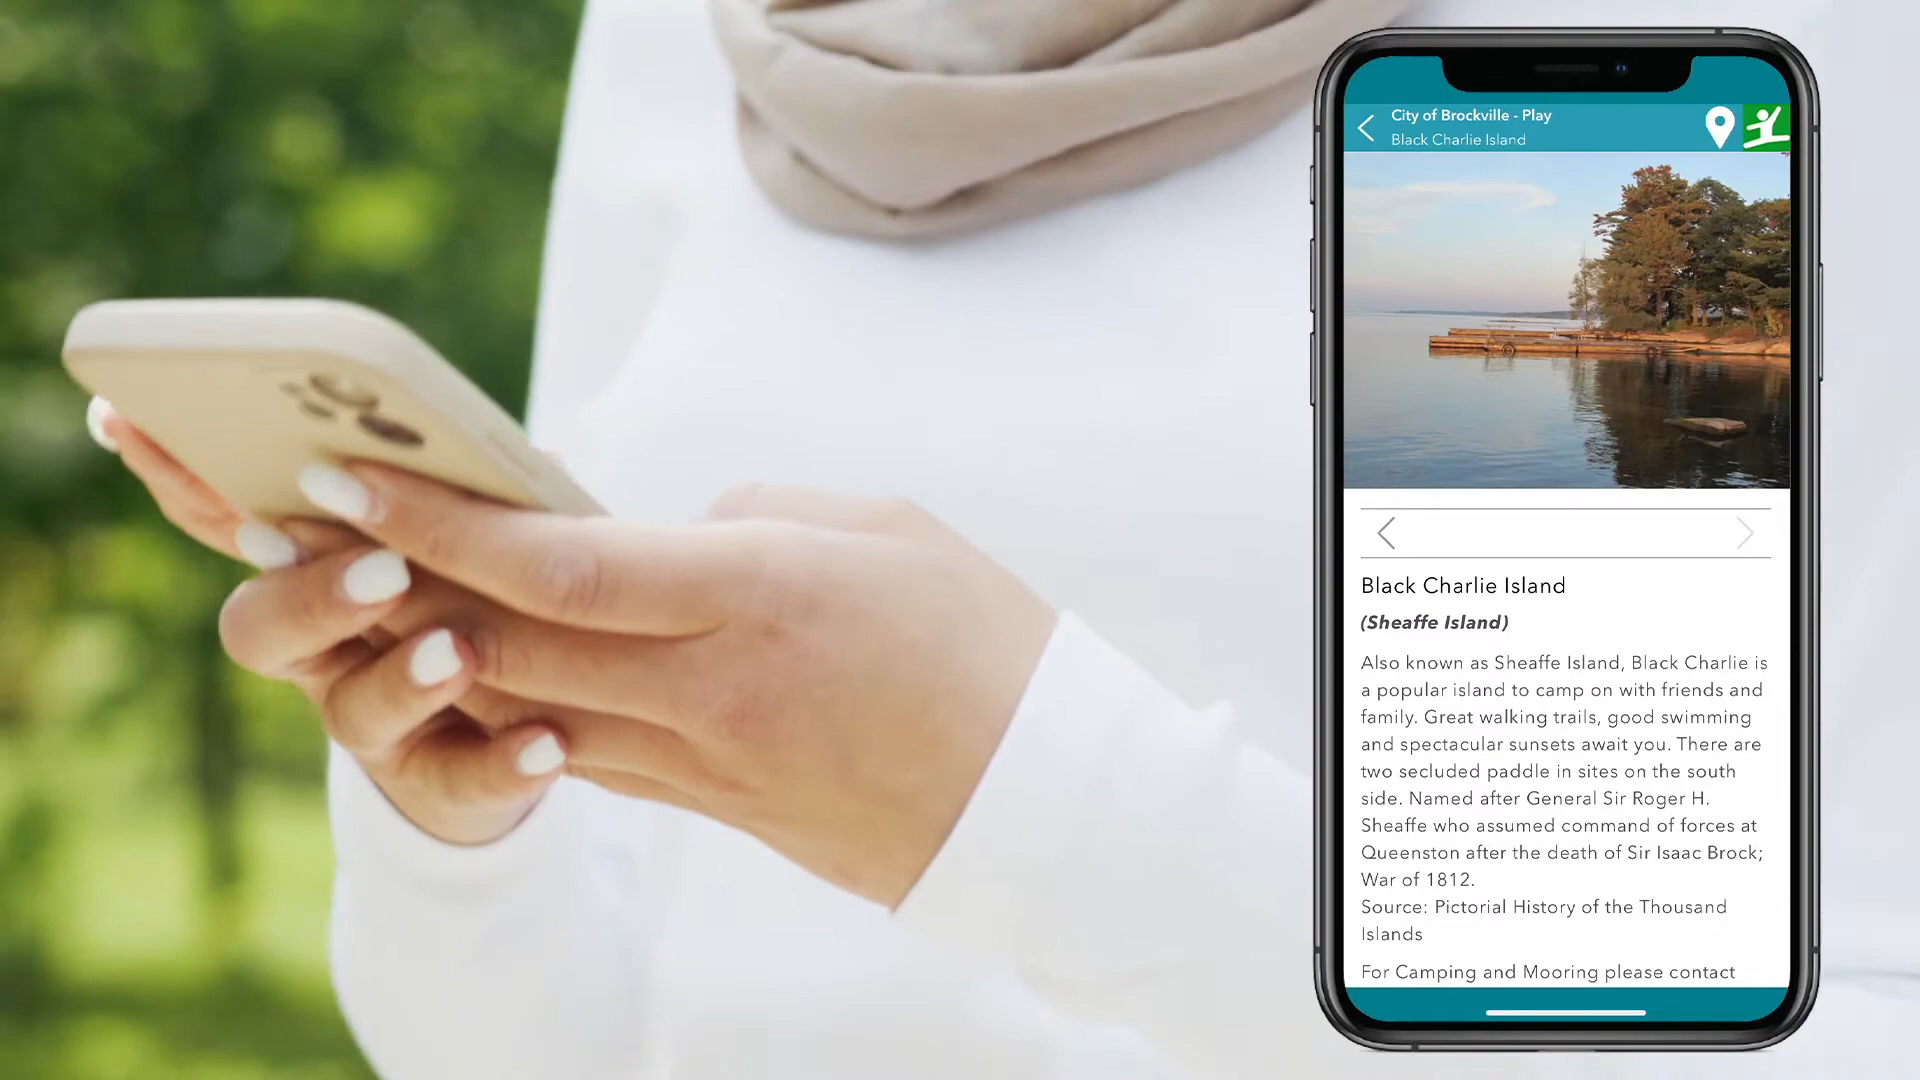 City of Brockville - Play
Black Charlie Island
Black Charlie Island
(Sheaffe Island)
Also known as Sheaffe Island, Black Charlie is
a popular island to camp on with friends and
family. Great walking trails, good swimming
and spectacular sunsets await you. There are
two secluded paddle in sites on the south
side. Named after General Sir Roger H.
Sheaffe who assumed command of forces at
Queenston after the death of Sir Isaac Brock;
War of 1812.
Source: Pictorial History of the Thousand
Islands
For Camping and Mooring please contact